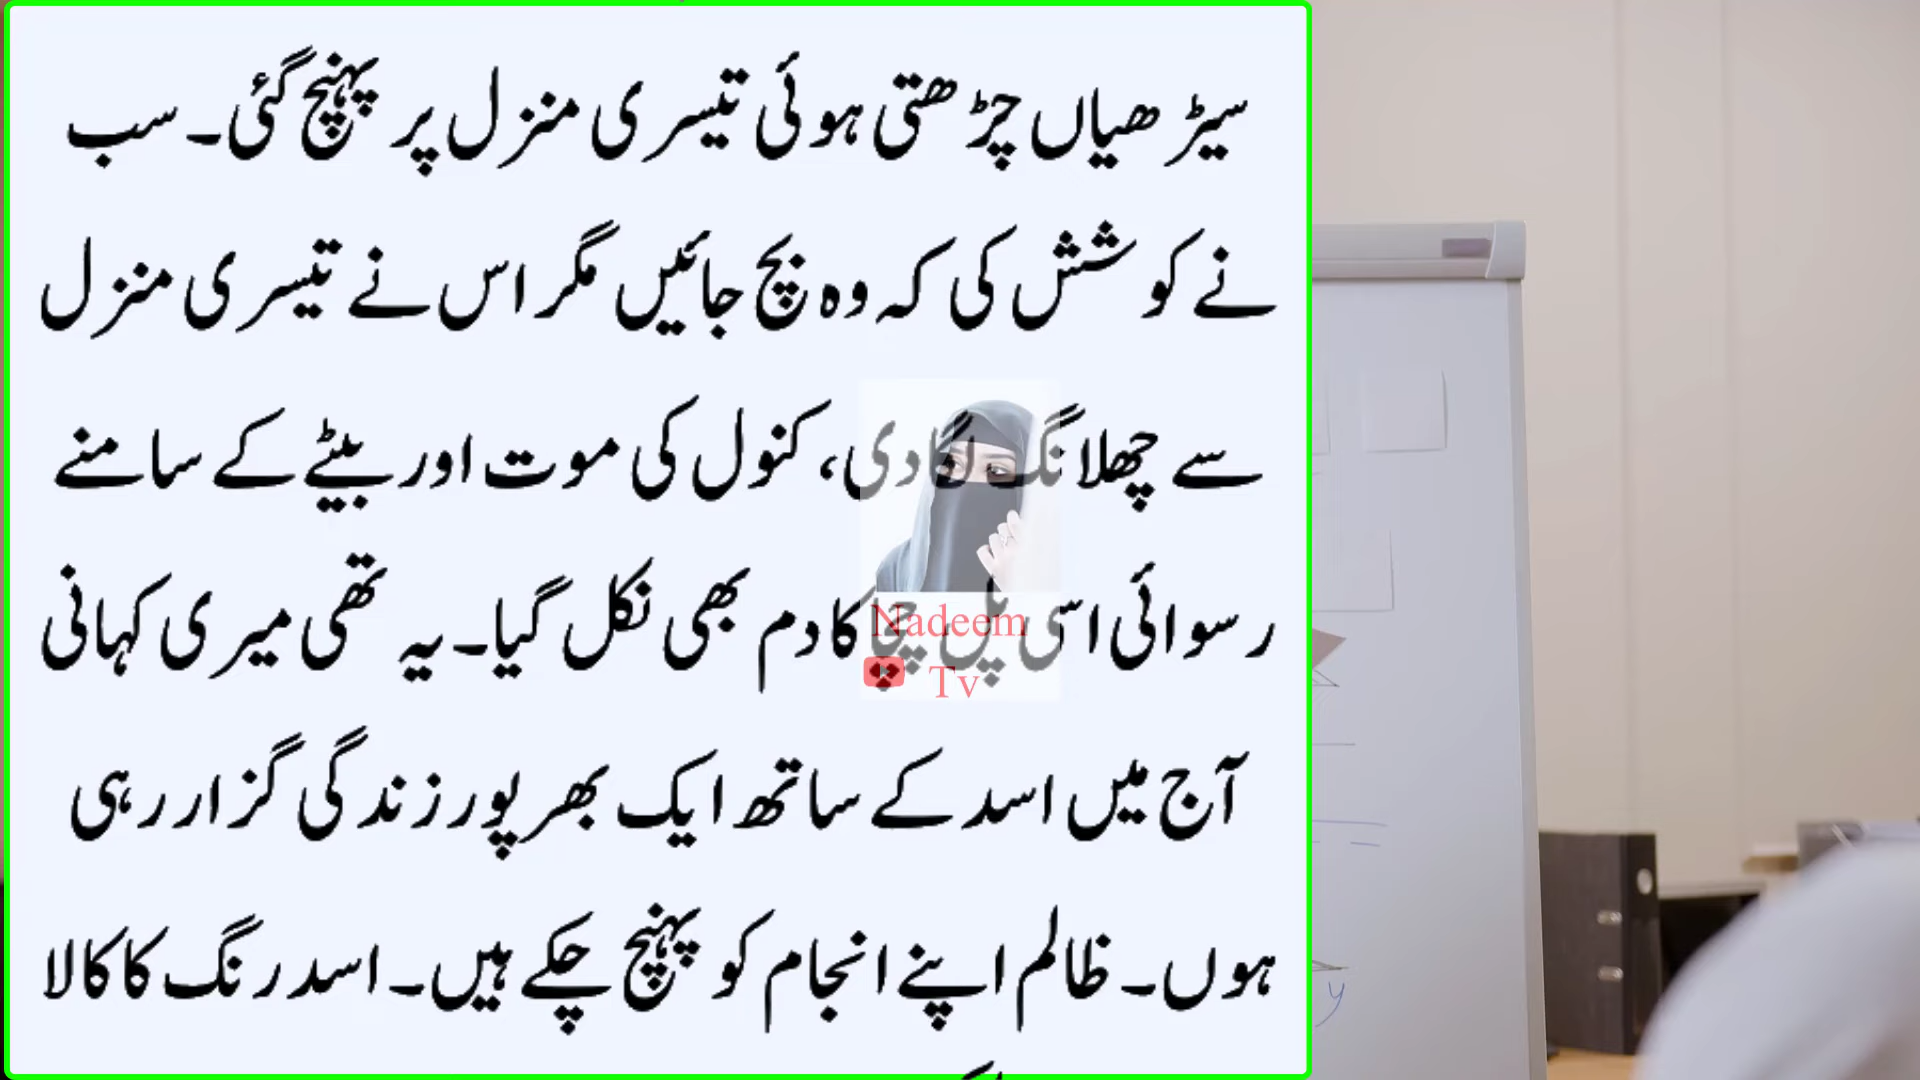 سیڑھیاں چڑھتی ہوئی تیسری منزل پر پہنچ گئی۔ سب
نے کوشش کی کہ وہ بچ جائیں مگر اس نے تیسری منزل
سے چھلانگ لگا دی، کنول کی موت اور بیٹے کے سامنے
رسوائی اسی پل چچا کا دم بھی نکل گیا۔ یہ تھی میری کہانی
آج میں اسد کے ساتھ ایک بھرپور زندگی گزار رہی
ہوں۔ ظالم اپنے انجام کو پہنچ چکے ہیں۔ اسد رنگ کا کالا
Nadeem
Tv